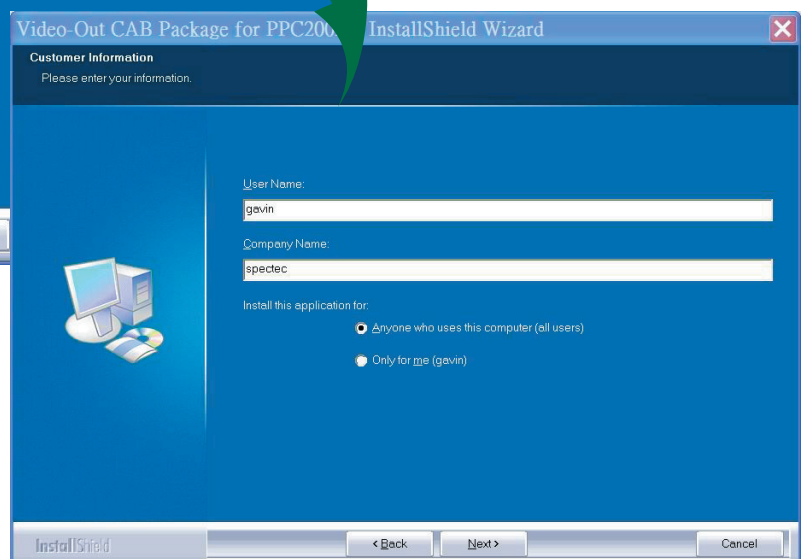 Video-Out CAB Package for PPC200 InstallShield Wizard
Customer Information
Please enter your information.
User Name:
gavin
Company Name:
spectec
Install this application for:
Anyone who uses this computer (all users)
Only for me (gavin)
InstallShield
< Back
Next >
Cancel